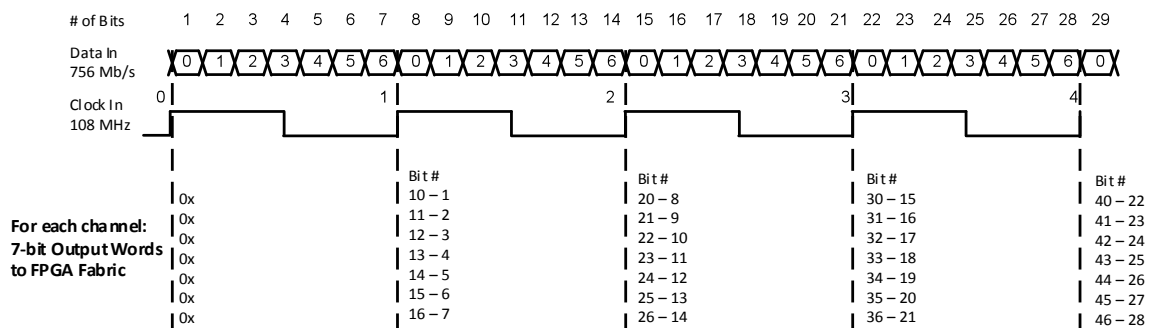 # of Bits 1 2 3 4 5 6 7 8 9 10 11 12 13 14 15 16 17 18 19 20 21 22 23 24 25 26 27 28 29
Data In 756 Mb/s 0 1 2 3 4 5 6 0 1 2 3 4 5 6 0 1 2 3 4 5 6 0 1 2 3 4 5 6 0
0 1 2 3 4
Clock In
108 MHz
Bit # Bit # Bit # Bit #
0x 10 – 1 20 – 8 30 – 15 40 – 22
0x 11 – 2 21 – 9 31 – 16 41 – 23
0x 12 – 3 22 – 10 32 – 17 42 – 24
0x 13 – 4 23 – 11 33 – 18 43 – 25
0x 14 – 5 24 – 12 34 – 19 44 – 26
0x 15 – 6 25 – 13 35 – 20 45 – 27
0x 16 – 7 26 – 14 36 – 21 46 – 28
For each channel:
7-bit Output Words
to FPGA Fabric